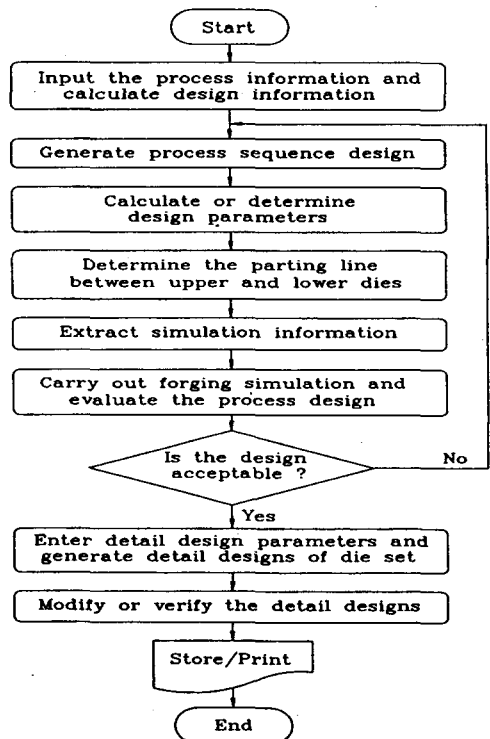 Start
Input the process information and
calculate design information
Generate process sequence design
Calculate or determine
design parameters
Determine the parting line
between upper and lower dies
Extract simulation information
Carry out forging simulation and
evaluate the process design
Is the design
acceptable ?
No
Yes
Enter detail design parameters and
generate detail designs of die set
Modify or verify the detail designs
Store/Print
End